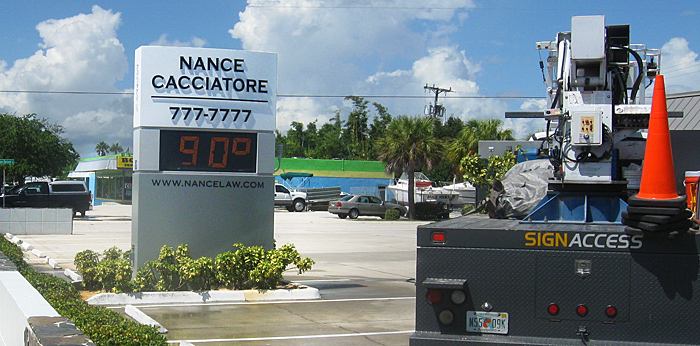 NANCE
CACCIATORE
777-7777
90°
WWW.NANCELAW.COM
SIGNACCESS